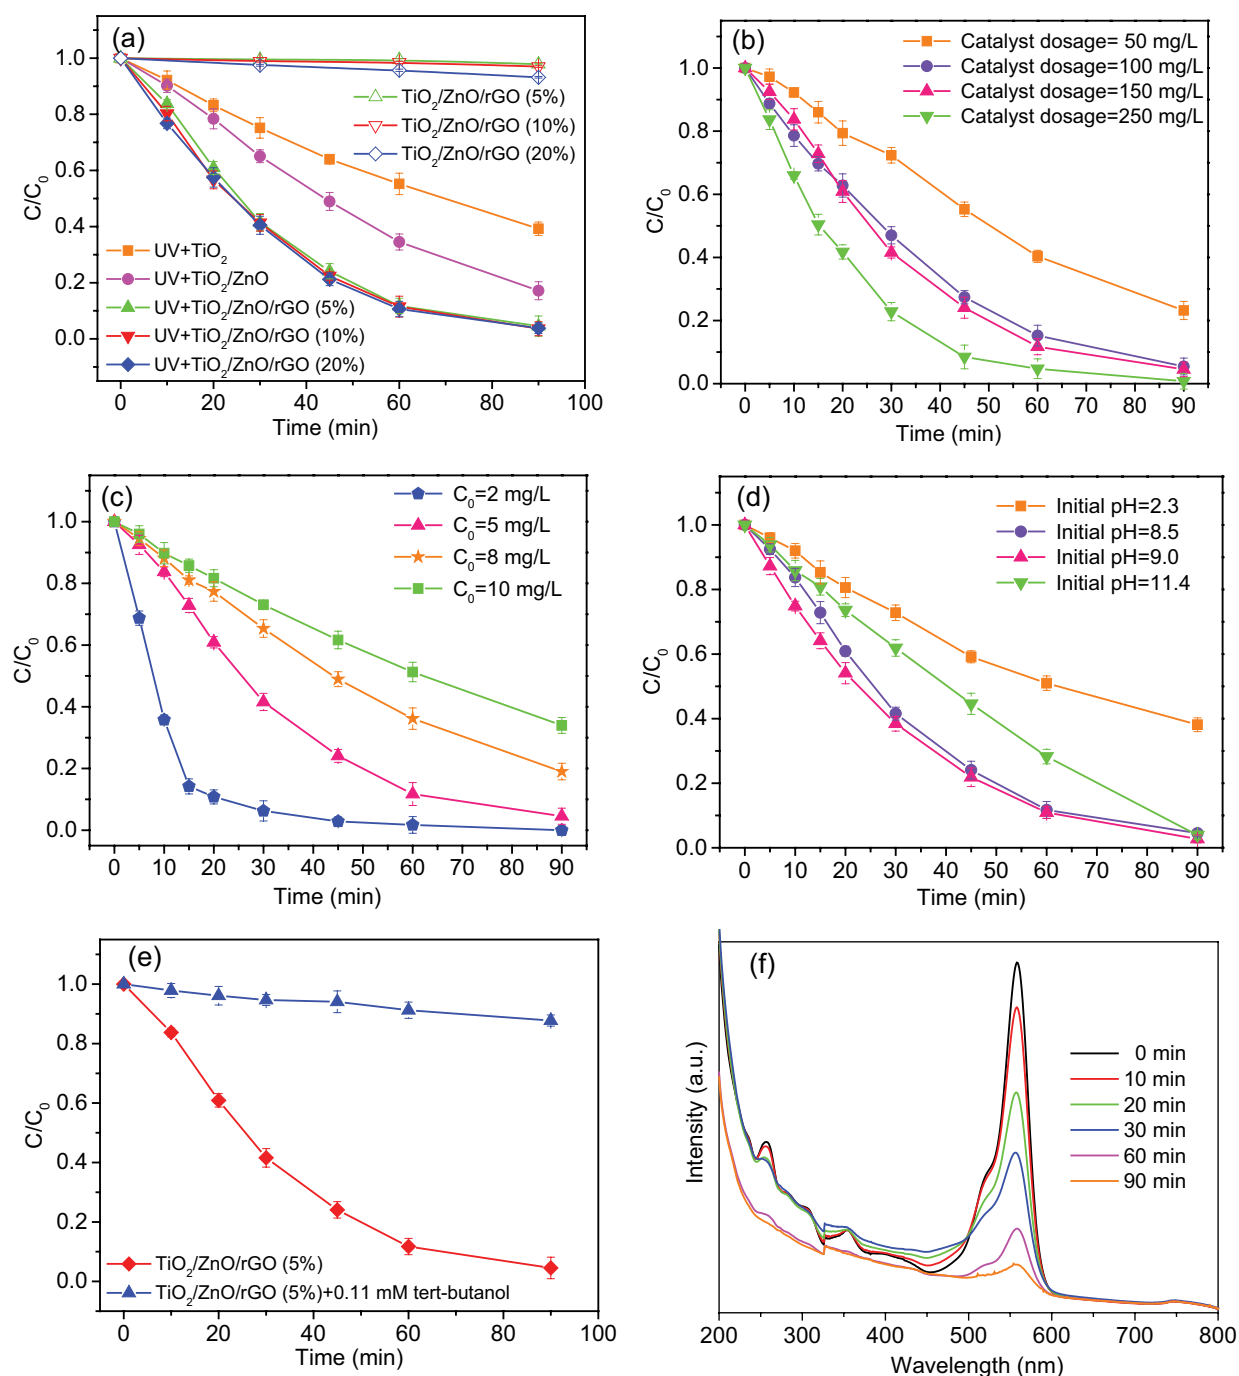 (a)
1.0
0.8
0.6
0.4
0.2
0.0
C/C0
TiO2/ZnO/rGO (5%)
TiO2/ZnO/rGO (10%)
TiO2/ZnO/rGO (20%)
UV+TiO2
UV+TiO2/ZnO
UV+TiO2/ZnO/rGO (5%)
UV+TiO2/ZnO/rGO (10%)
UV+TiO2/ZnO/rGO (20%)
0 20 40 60 80 100
Time (min)
(b)
1.0
0.8
0.6
0.4
0.2
0.0
C/C0
Catalyst dosage= 50 mg/L
Catalyst dosage=100 mg/L
Catalyst dosage=150 mg/L
Catalyst dosage=250 mg/L
0 10 20 30 40 50 60 70 80 90
Time (min)
(c)
1.0
0.8
0.6
0.4
0.2
0.0
C/C0
C0=2 mg/L
C0=5 mg/L
C0=8 mg/L
C0=10 mg/L
0 10 20 30 40 50 60 70 80 90
Time (min)
(d)
1.0
0.8
0.6
0.4
0.2
0.0
C/C0
Initial pH=2.3
Initial pH=8.5
Initial pH=9.0
Initial pH=11.4
0 10 20 30 40 50 60 70 80 90
Time (min)
(e)
1.0
0.8
0.6
0.4
0.2
0.0
C/C0
TiO2/ZnO/rGO (5%)
TiO2/ZnO/rGO (5%)+0.11 mM tert-butanol
0 20 40 60 80 100
Time (min)
(f)
Intensity (a.u.)
0 min
10 min
20 min
30 min
60 min
90 min
200 300 400 500 600 700 800
Wavelength (nm)